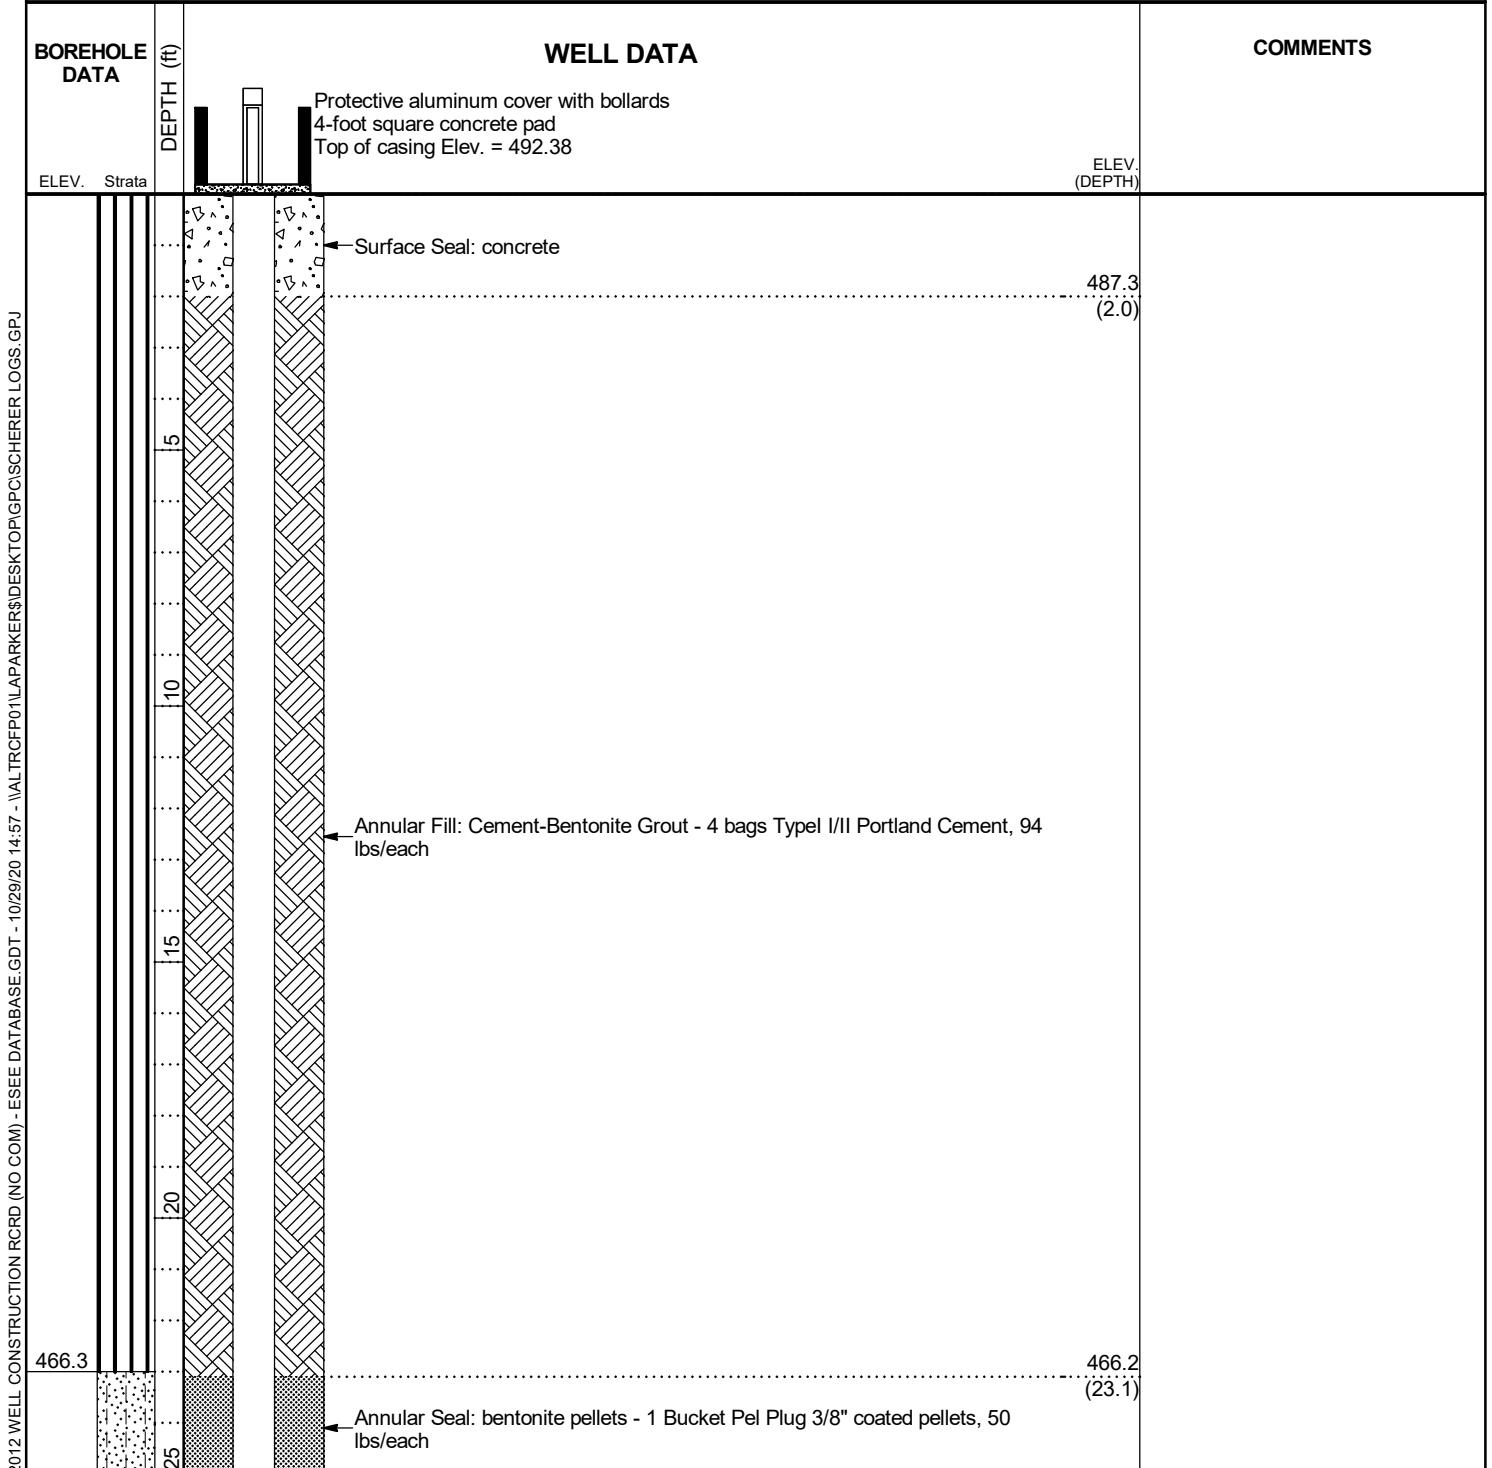 BOREHOLE
DATA
DEPTH (ft)
WELL DATA
COMMENTS
Protective aluminum cover with bollards
4-foot square concrete pad
Top of casing Elev. = 492.38
ELEV.
(DEPTH)
ELEV. Strata
Surface Seal: concrete
487.3
(2.0)
5
10
Annular Fill: Cement-Bentonite Grout - 4 bags TypeI I/II Portland Cement, 94
lbs/each
15
20
466.3
466.2
(23.1)
Annular Seal: bentonite pellets - 1 Bucket Pel Plug 3/8" coated pellets, 50
lbs/each
25
2012 WELL CONSTRUCTION RCRD (NO COM) - ESEE DATABASE.GDT - 10/29/20 14:57 - \\ALTRCFP01\LAPARKER$\DESKTOP\GPC\SCHERER LOGS.GPJ